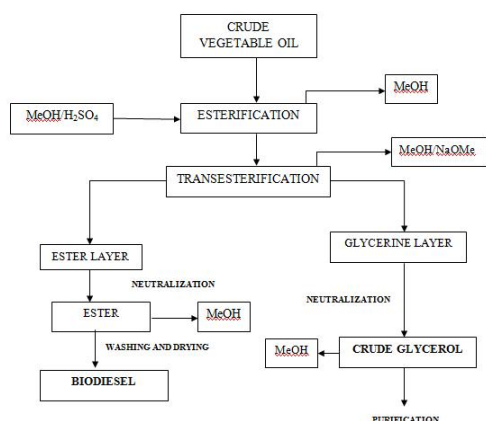 CRUDE
VEGETABLE OIL
MeOH
MeOH/H₂SO₄
ESTERIFICATION
MeOH/NaOMe
TRANSESTERIFICATION
GLYCERINE LAYER
ESTER LAYER
NEUTRALIZATION
NEUTRALIZATION
ESTER
MeOH
WASHING AND DRYING
MeOH
CRUDE GLYCEROL
BIODIESEL
PURIFICATION